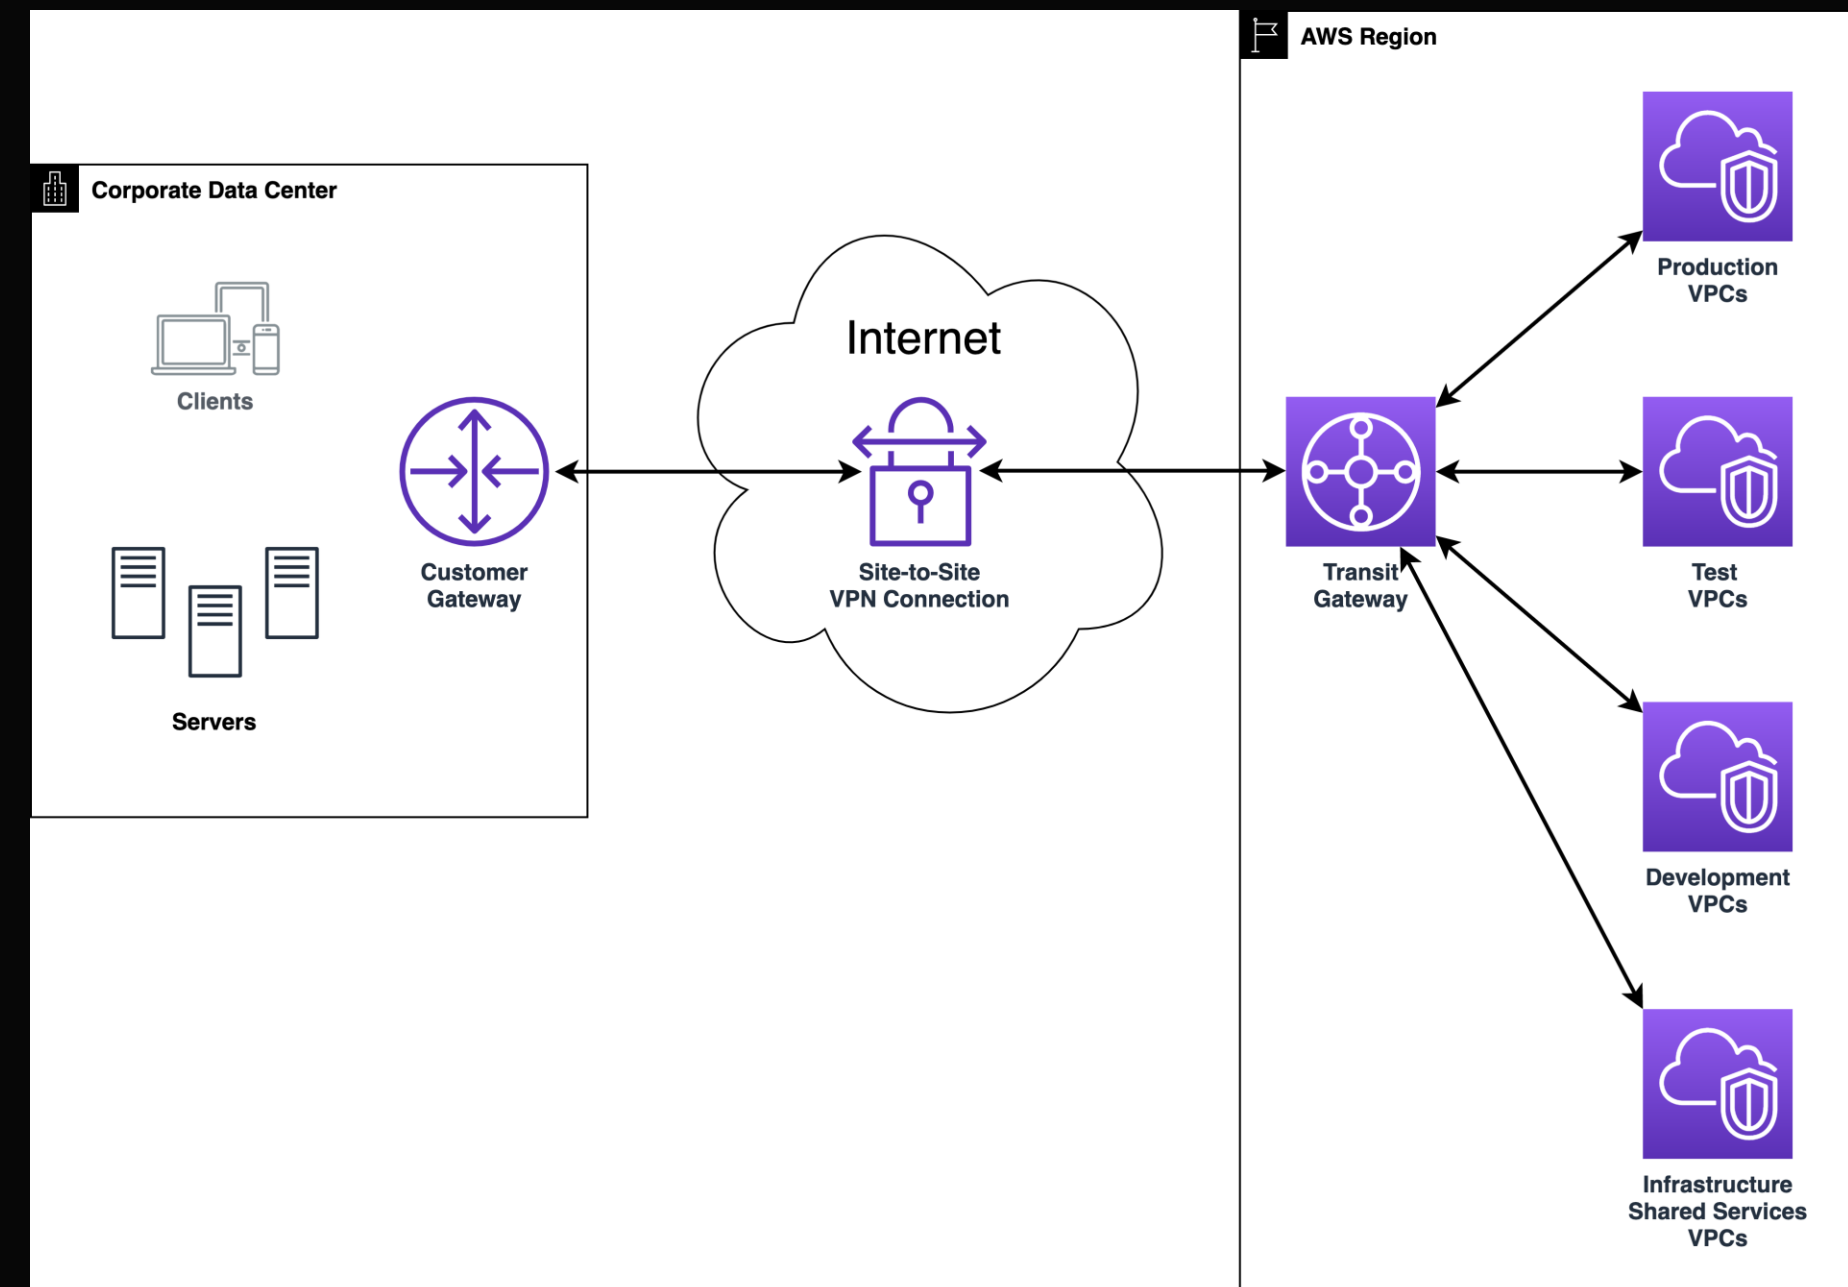 AWS Region
Corporate Data Center
Clients
Servers
Customer
Gateway
Internet
Site-to-Site
VPN Connection
Transit
Gateway
Production
VPCs
Test
VPCs
Development
VPCs
Infrastructure
Shared Services
VPCs